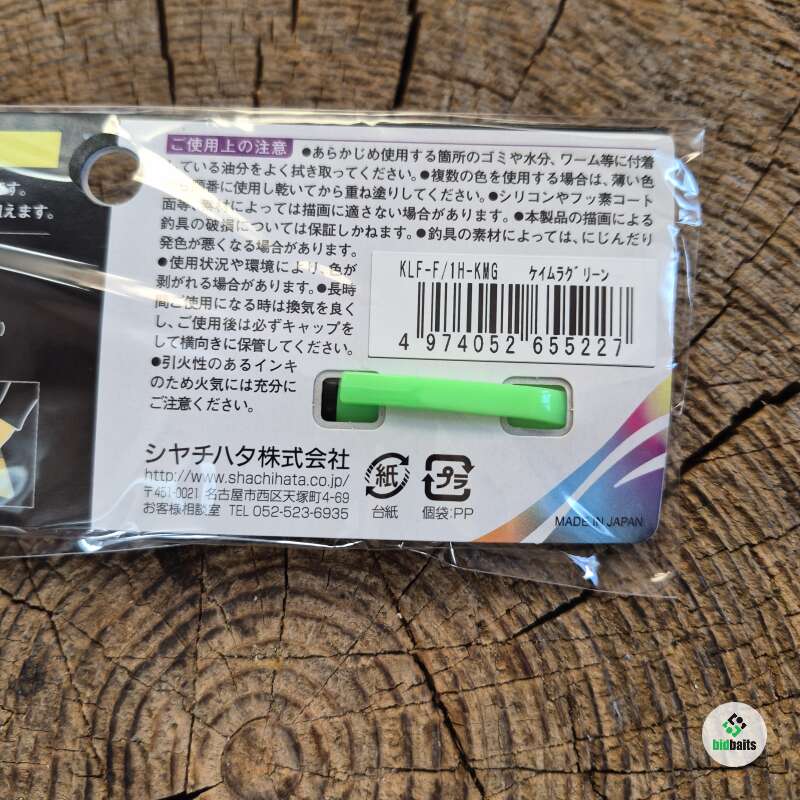 す。
えます。
ご使用上の注意 ●あらかじめ使用する箇所のゴミや水分、ワーム等に付着
している油分をよく拭き取ってください。●複数の色を使用する場合は、薄い色
順番に使用し乾いてから重ね塗りしてください。●シリコンやフッ素コート
面等、材によっては描画に適さない場合があります。●本製品の描画による
釣具の破損については保証しかねます。●釣具の素材によっては、にじんだり
発色が悪くなる場合があります。
●使用状況や環境により、色が
剥がれる場合があります。●長時
間ご使用になる時は換気を良く
し、ご使用後は必ずキャップを
して横向きに保管してください。
●引火性のあるインキ
のため火気には充分に
ご注意ください。
KLF-F/1H-KMG ケイムラグリーン
4 974052 655227
シヤチハタ株式会社
http://www.shachihata.co.jp/
〒451-0021 名古屋市西区天塚町4-69
お客様相談室 TEL 052-523-6935
紙
台紙
プラ
個袋:PP
MADE IN JAPAN
bidbaits